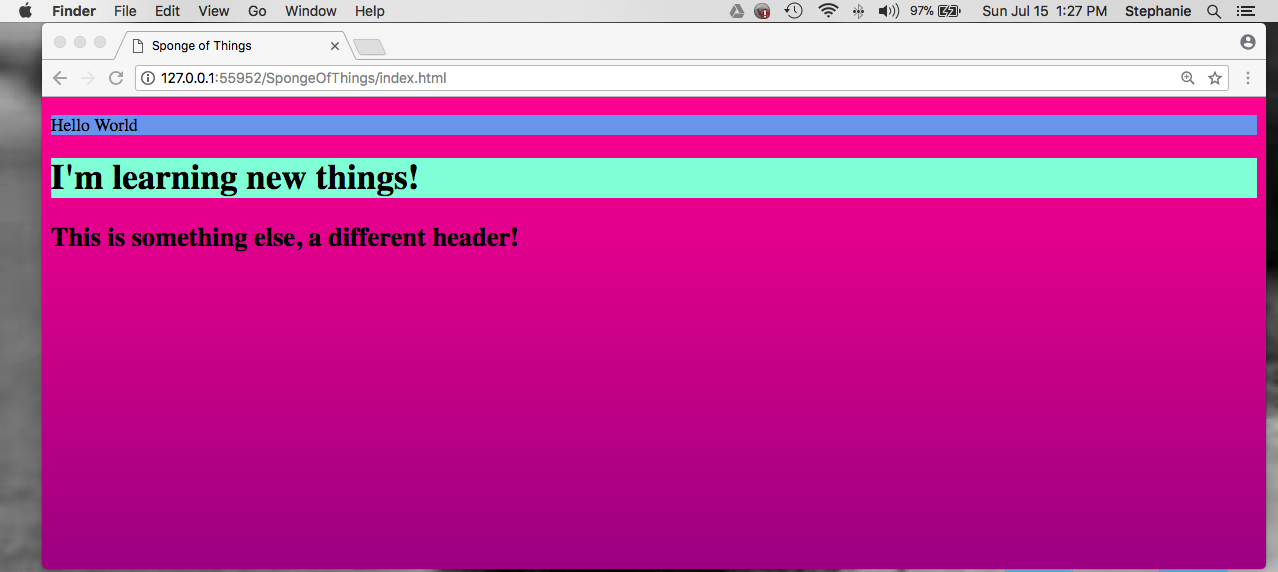 Finder File Edit View Go Window Help 97% Sun Jul 15 1:27 PM Stephanie
Sponge of Things
127.0.0.1:55952/SpongeOfThings/index.html
Hello World
I'm learning new things!
This is something else, a different header!